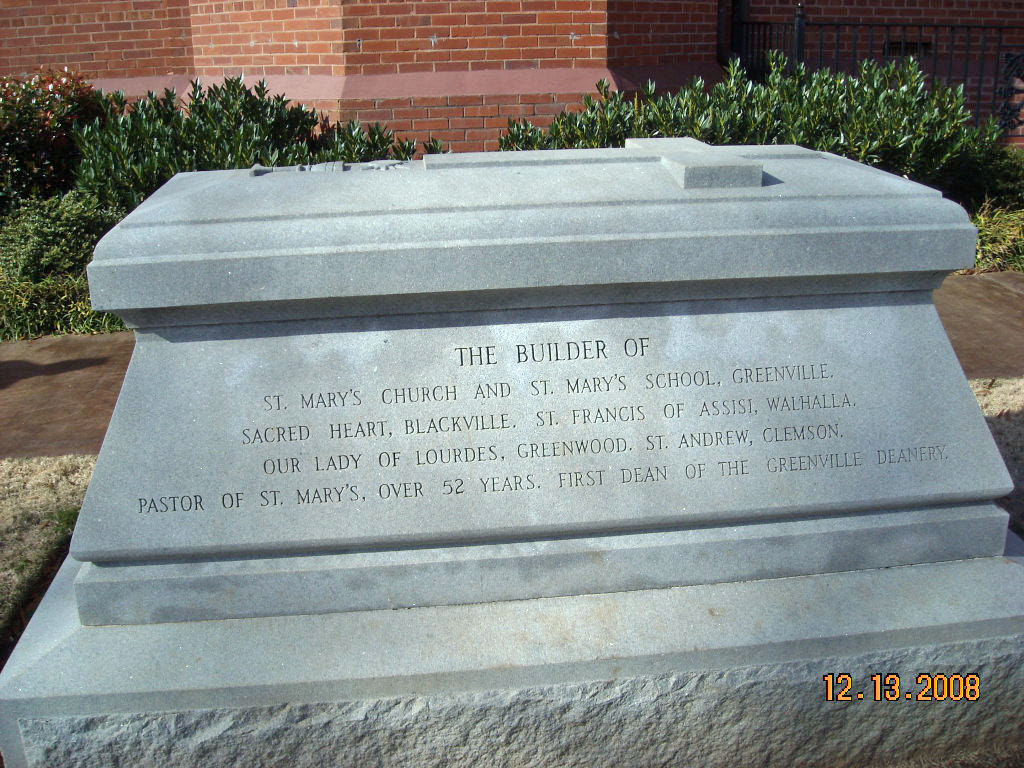 THE BUILDER OF
ST. MARY'S CHURCH AND ST. MARY'S SCHOOL, GREENVILLE.
SACRED HEART, BLACKVILLE. ST. FRANCIS OF ASSISI, WALHALLA.
OUR LADY OF LOURDES, GREENWOOD. ST. ANDREW, CLEMSON.
PASTOR OF ST. MARY'S, OVER 52 YEARS. FIRST DEAN OF THE GREENVILLE DEANERY.
12.13.2008